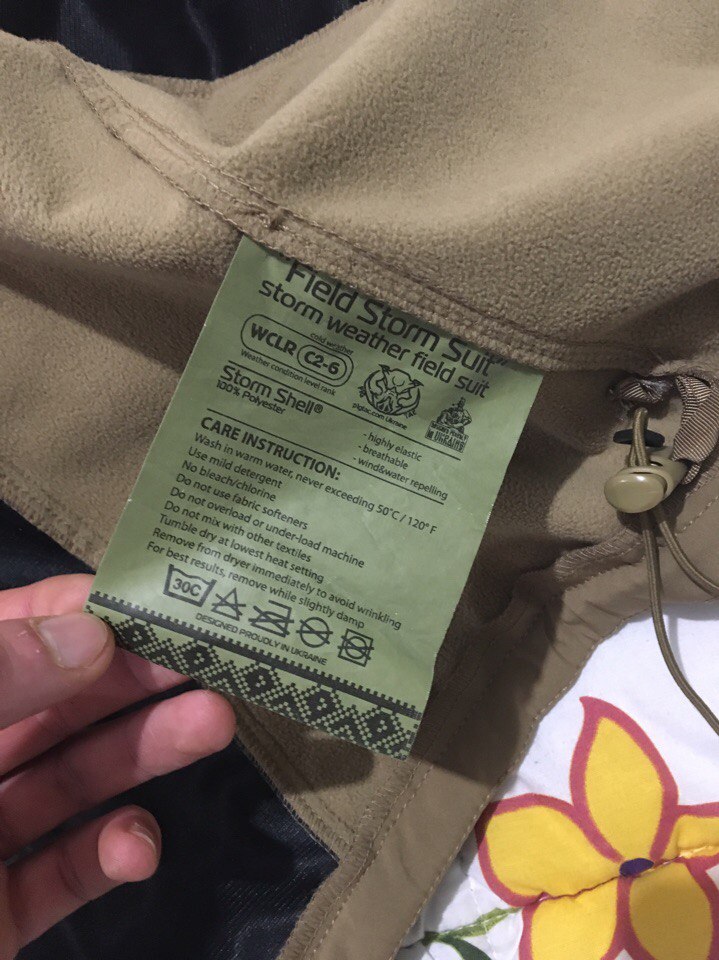 "Field Storm Suit"
storm weather field suit
cold weather
WCLR C2-6
Weather condition level rank
pigtac.com Ukraine
Storm Shell®
100% Polyester
- highly elastic
- breathable
- wind&water repelling
CARE INSTRUCTION:
Wash in warm water, never exceeding 50°C / 120° F
Use mild detergent
No bleach/chlorine
Do not use fabric softeners
Do not overload or under-load machine
Do not mix with other textiles
Tumble dry at lowest heat setting
Remove from dryer immediately to avoid wrinkling
For best results, remove while slightly damp
30C
DESIGNED PROUDLY IN UKRAINE